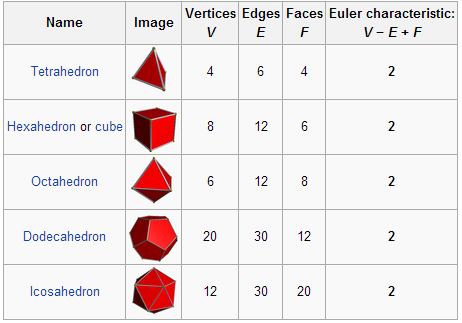 Name Image Vertices V Edges E Faces F Euler characteristic: V − E + F
Tetrahedron 4 6 4 2
Hexahedron or cube 8 12 6 2
Octahedron 6 12 8 2
Dodecahedron 20 30 12 2
Icosahedron 12 30 20 2